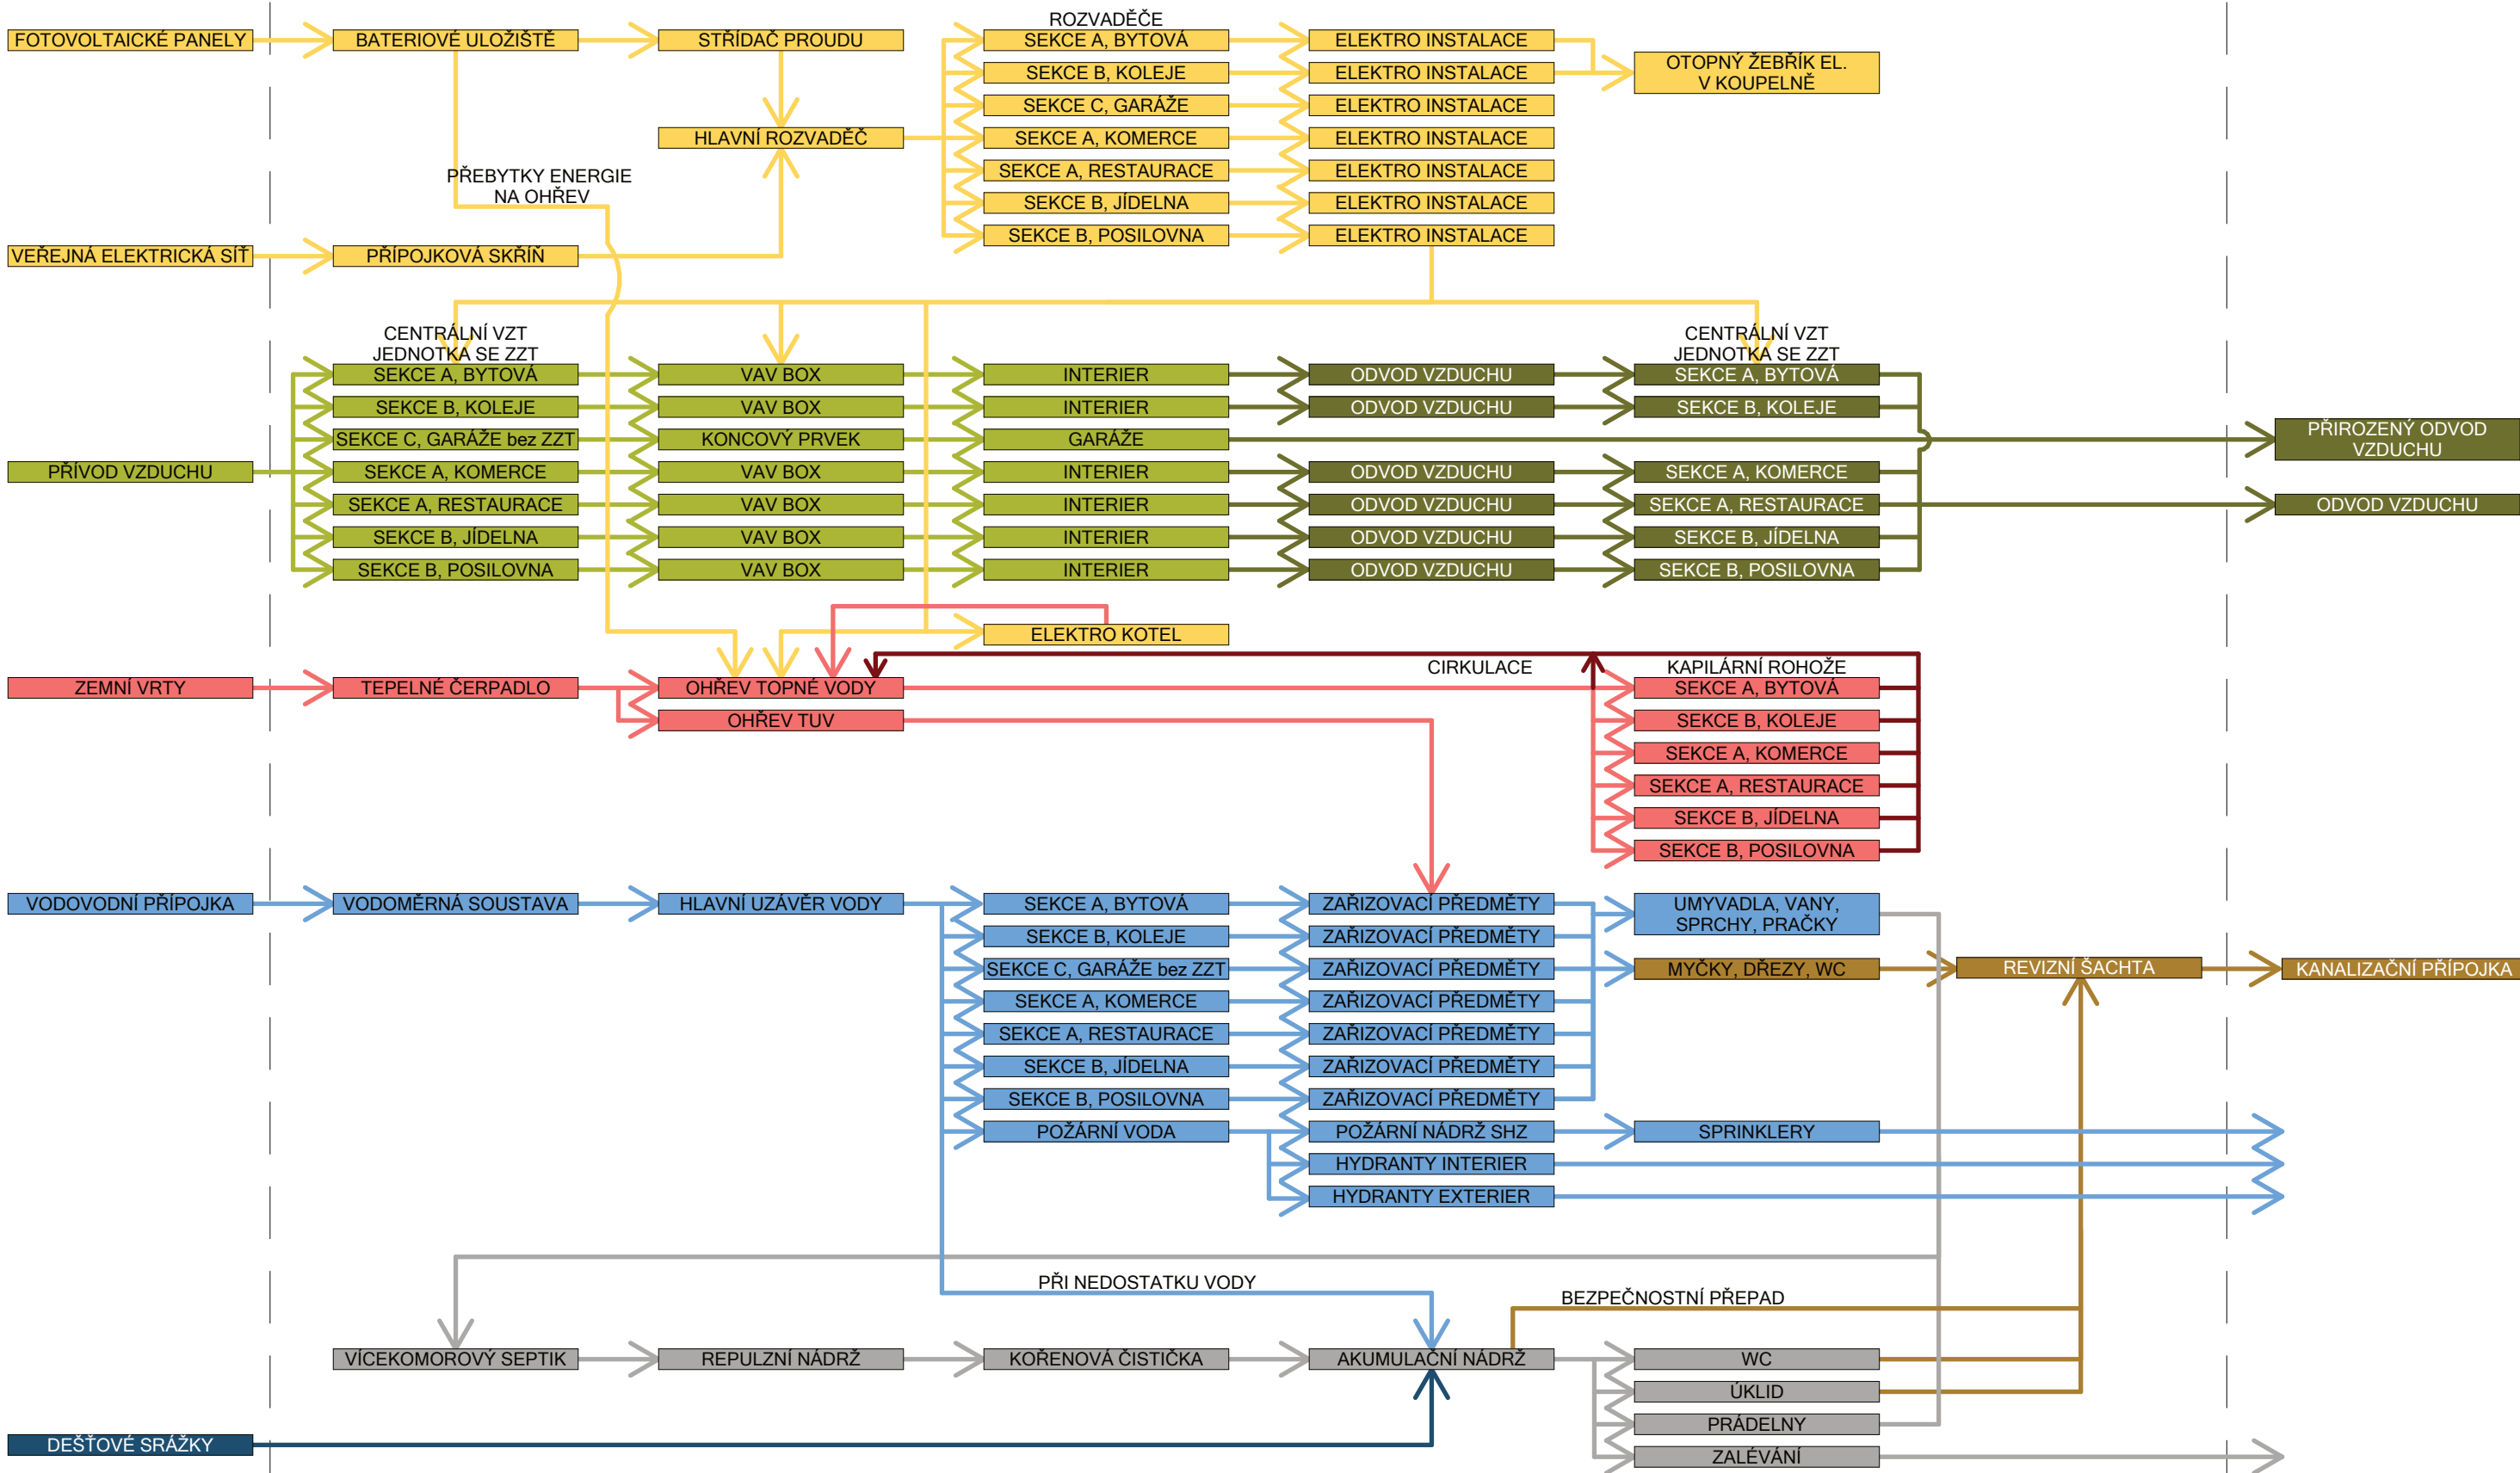 ROZVADĚČE
FOTOVOLTAICKÉ PANELY
BATERIOVÉ ULOŽIŠTĚ
STŘÍDAČ PROUDU
SEKCE A, BYTOVÁ
ELEKTRO INSTALACE
OTOPNÝ ŽEBŘÍK EL.
V KOUPELNĚ
SEKCE B, KOLEJE
ELEKTRO INSTALACE
SEKCE C, GARÁŽE
ELEKTRO INSTALACE
HLAVNÍ ROZVADĚČ
SEKCE A, KOMERCE
ELEKTRO INSTALACE
PŘEBYTKY ENERGIE
NA OHŘEV
SEKCE A, RESTAURACE
ELEKTRO INSTALACE
SEKCE B, JÍDELNA
ELEKTRO INSTALACE
SEKCE B, POSILOVNA
ELEKTRO INSTALACE
VEŘEJNÁ ELEKTRICKÁ SÍŤ
PŘÍPOJKOVÁ SKŘÍŇ
CENTRÁLNÍ VZT
JEDNOTKA SE ZZT
CENTRÁLNÍ VZT
JEDNOTKA SE ZZT
SEKCE A, BYTOVÁ
VAV BOX
INTERIER
ODVOD VZDUCHU
SEKCE A, BYTOVÁ
SEKCE B, KOLEJE
VAV BOX
INTERIER
ODVOD VZDUCHU
SEKCE B, KOLEJE
SEKCE C, GARÁŽE bez ZZT
KONCOVÝ PRVEK
GARÁŽE
PŘIROZENÝ ODVOD
VZDUCHU
PŘÍVOD VZDUCHU
SEKCE A, KOMERCE
VAV BOX
INTERIER
ODVOD VZDUCHU
SEKCE A, KOMERCE
SEKCE A, RESTAURACE
VAV BOX
INTERIER
ODVOD VZDUCHU
SEKCE A, RESTAURACE
ODVOD VZDUCHU
SEKCE B, JÍDELNA
VAV BOX
INTERIER
ODVOD VZDUCHU
SEKCE B, JÍDELNA
SEKCE B, POSILOVNA
VAV BOX
INTERIER
ODVOD VZDUCHU
SEKCE B, POSILOVNA
ELEKTRO KOTEL
CIRKULACE
KAPILÁRNÍ ROHOŽE
ZEMNÍ VRTY
TEPELNÉ ČERPADLO
OHŘEV TOPNÉ VODY
SEKCE A, BYTOVÁ
OHŘEV TUV
SEKCE B, KOLEJE
SEKCE A, KOMERCE
SEKCE A, RESTAURACE
SEKCE B, JÍDELNA
SEKCE B, POSILOVNA
VODOVODNÍ PŘÍPOJKA
VODOMĚRNÁ SOUSTAVA
HLAVNÍ UZÁVĚR VODY
SEKCE A, BYTOVÁ
ZAŘIZOVACÍ PŘEDMĚTY
UMYVADLA, VANY,
SPRCHY, PRAČKY
SEKCE B, KOLEJE
ZAŘIZOVACÍ PŘEDMĚTY
SEKCE C, GARÁŽE bez ZZT
ZAŘIZOVACÍ PŘEDMĚTY
MYČKY, DŘEZY, WC
REVIZNÍ ŠACHTA
KANALIZAČNÍ PŘÍPOJKA
SEKCE A, KOMERCE
ZAŘIZOVACÍ PŘEDMĚTY
SEKCE A, RESTAURACE
ZAŘIZOVACÍ PŘEDMĚTY
SEKCE B, JÍDELNA
ZAŘIZOVACÍ PŘEDMĚTY
SEKCE B, POSILOVNA
ZAŘIZOVACÍ PŘEDMĚTY
POŽÁRNÍ VODA
POŽÁRNÍ NÁDRŽ SHZ
SPRINKLERY
HYDRANTY INTERIER
HYDRANTY EXTERIER
PŘI NEDOSTATKU VODY
BEZPEČNOSTNÍ PŘEPAD
VÍCEKOMOROVÝ SEPTIK
REPULZNÍ NÁDRŽ
KOŘENOVÁ ČISTIČKA
AKUMULAČNÍ NÁDRŽ
WC
ÚKLID
PRÁDELNY
DEŠŤOVÉ SRÁŽKY
ZALÉVÁNÍ